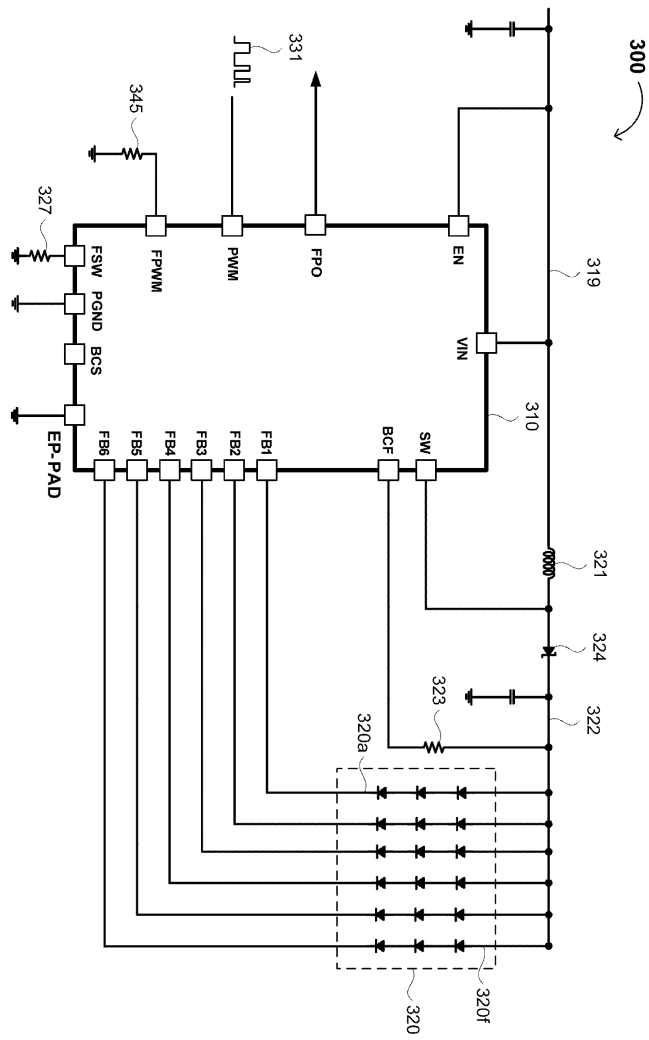 300
319
321
324
322
323
320a
320f
320
310
331
345
327
EN
VIN
FPO
PWM
FPWM
FSW
PGND
BCS
EP-PAD
SW
BCF
FB1
FB2
FB3
FB4
FB5
FB6